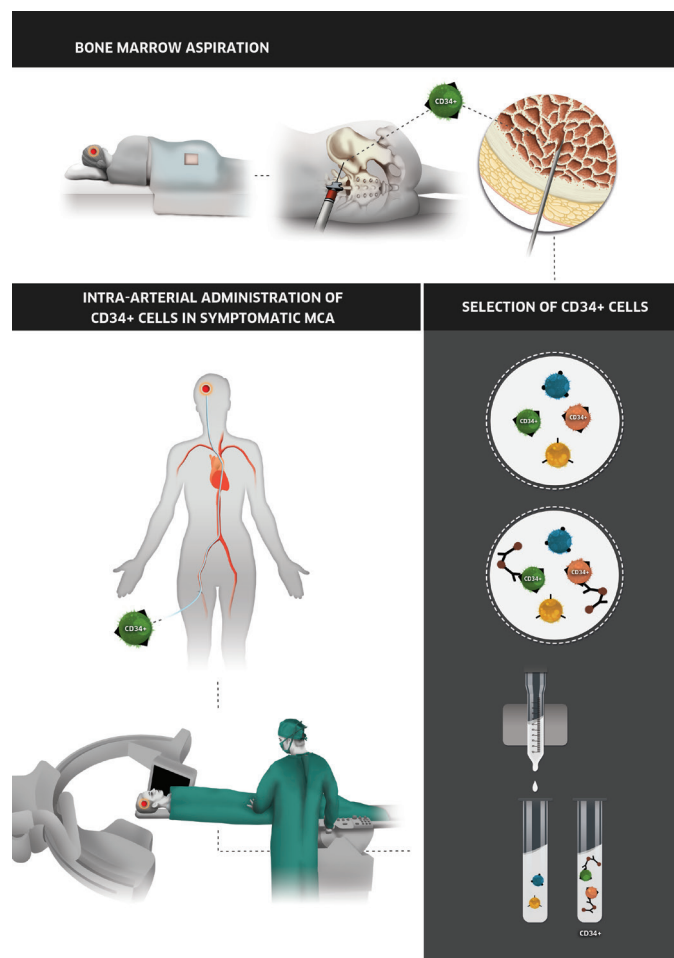 BONE MARROW ASPIRATION
CD34+
INTRA-ARTERIAL ADMINISTRATION OF
CD34+ CELLS IN SYMPTOMATIC MCA
CD34+
SELECTION OF CD34+ CELLS
CD34+
CD34+
CD34+
CD34+
CD34+